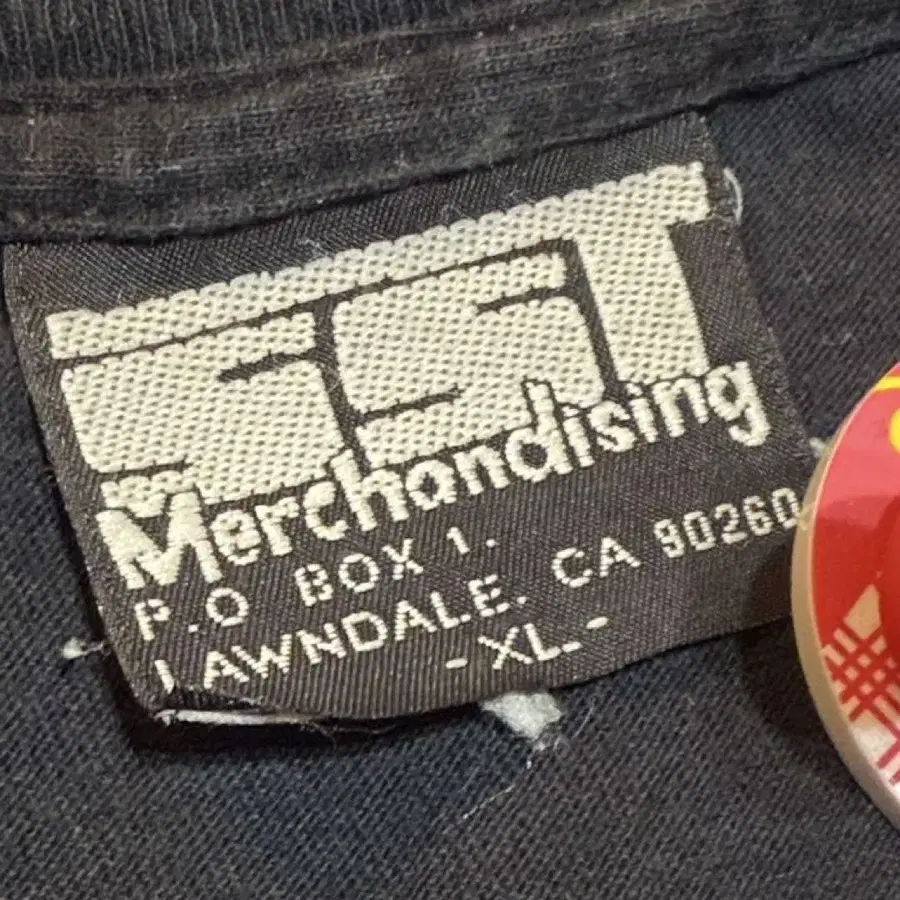 SST
Merchandising
P.O BOX 1.
LAWNDALE. CA 90260
-XL.-